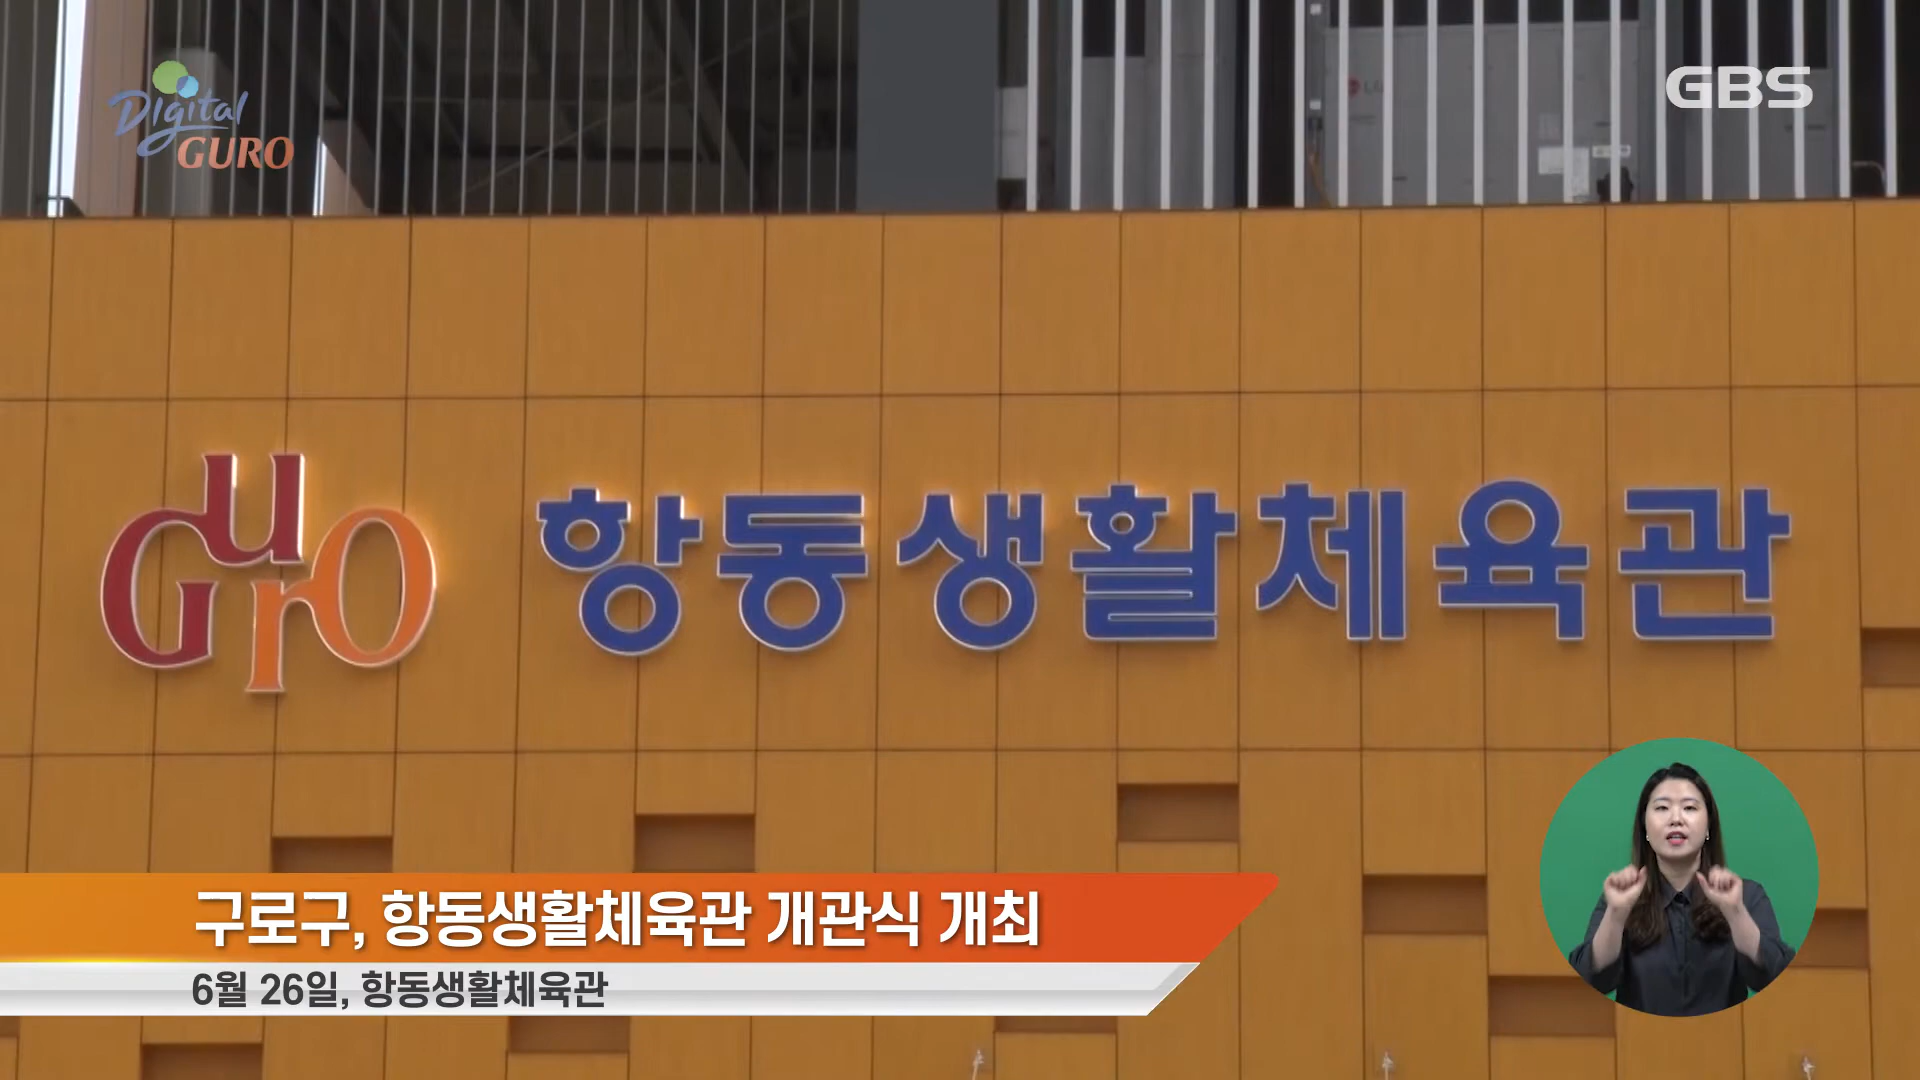 Digital
GURO
GBS
Guro 항동생활체육관
구로구, 항동생활체육관 개관식 개최
6월 26일, 항동생활체육관